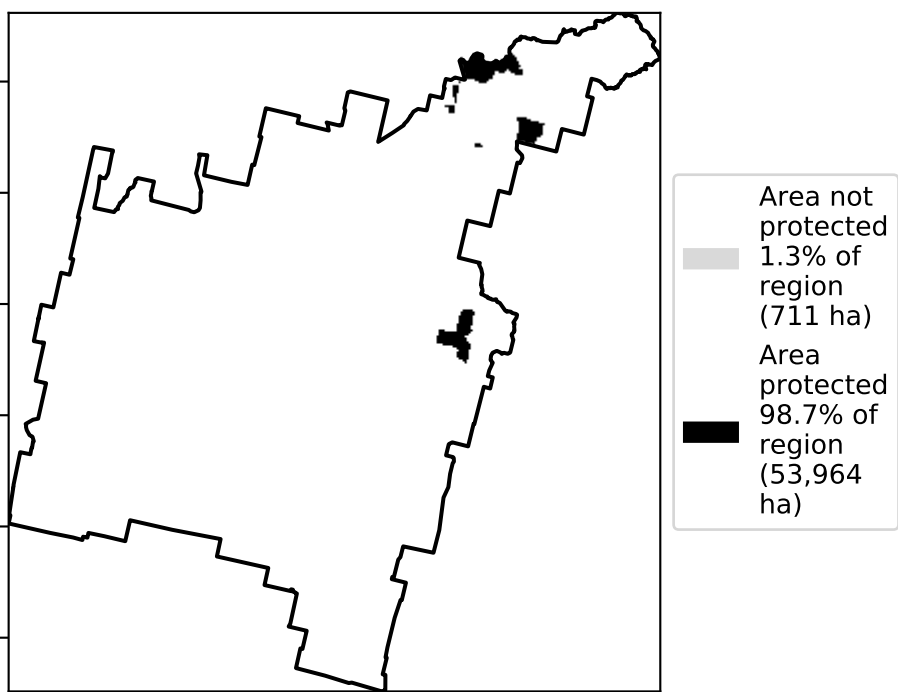 Area not
protected
1.3% of
region
(711 ha)
Area
protected
98.7% of
region
(53,964
ha)